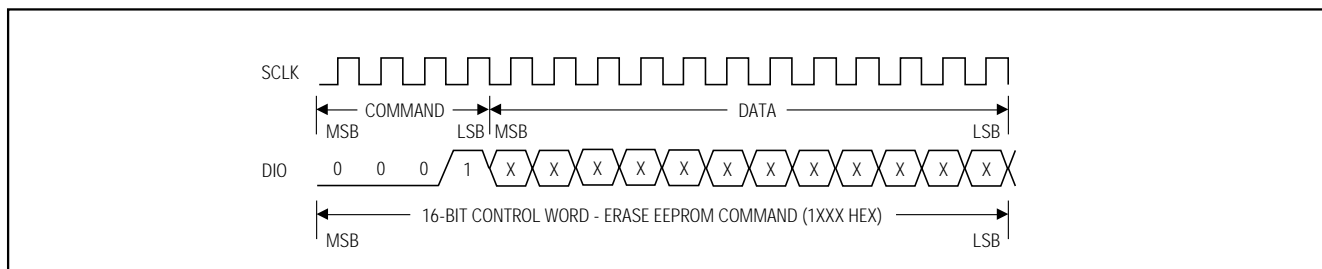 SCLK
COMMAND DATA
MSB LSB MSB LSB
DIO 0 0 0 1 X X X X X X X X X X X X
16-BIT CONTROL WORD - ERASE EEPROM COMMAND (1XXX HEX)
MSB LSB